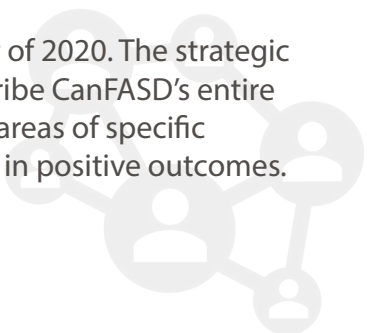 of 2020. The strategic
ribe CanFASD's entire
areas of specific
in positive outcomes.